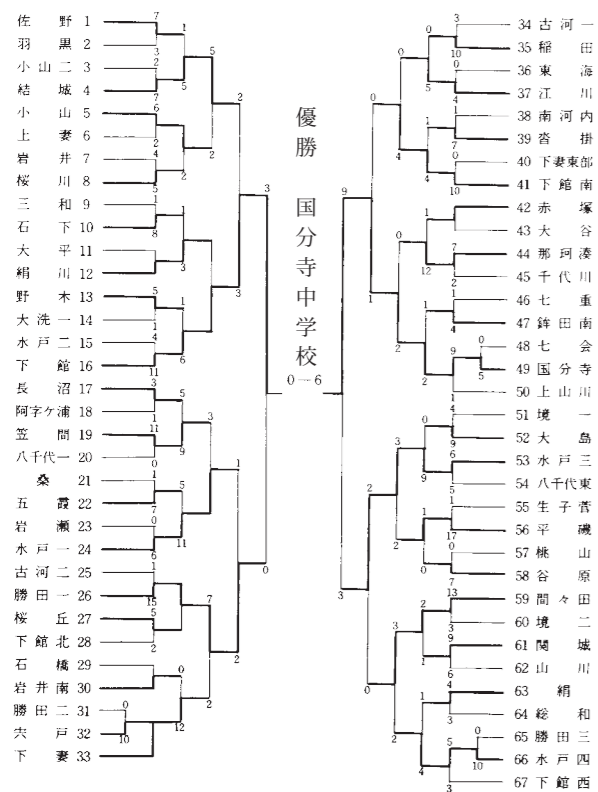 佐野 1
羽黒 2
小山二 3
結城 4
小山 5
上妻 6
岩井 7
桜川 8
三和 9
石下 10
大平 11
絹川 12
野木 13
大洗一 14
水戸二 15
下館 16
長沼 17
阿字ケ浦 18
笠間 19
八千代一 20
桑 21
五霞 22
岩瀬 23
水戸一 24
古河二 25
勝田一 26
桜丘 27
下館北 28
石橋 29
岩井南 30
勝田二 31
宍戸 32
下妻 33
優勝 国分寺中学校
0―6
34 古河一
35 稲田
36 東海
37 江川
38 南河内
39 沓掛
40 下妻東部
41 下館南
42 赤塚
43 大谷
44 那珂湊
45 千代川
46 七重
47 鉾田南
48 七会
49 国分寺
50 上山川
51 境一
52 大島
53 水戸三
54 八千代東
55 生子菅
56 平磯
57 桃山
58 谷原
59 間々田
60 境二
61 関城
62 山川
63 絹
64 総和
65 勝田三
66 水戸四
67 下館西